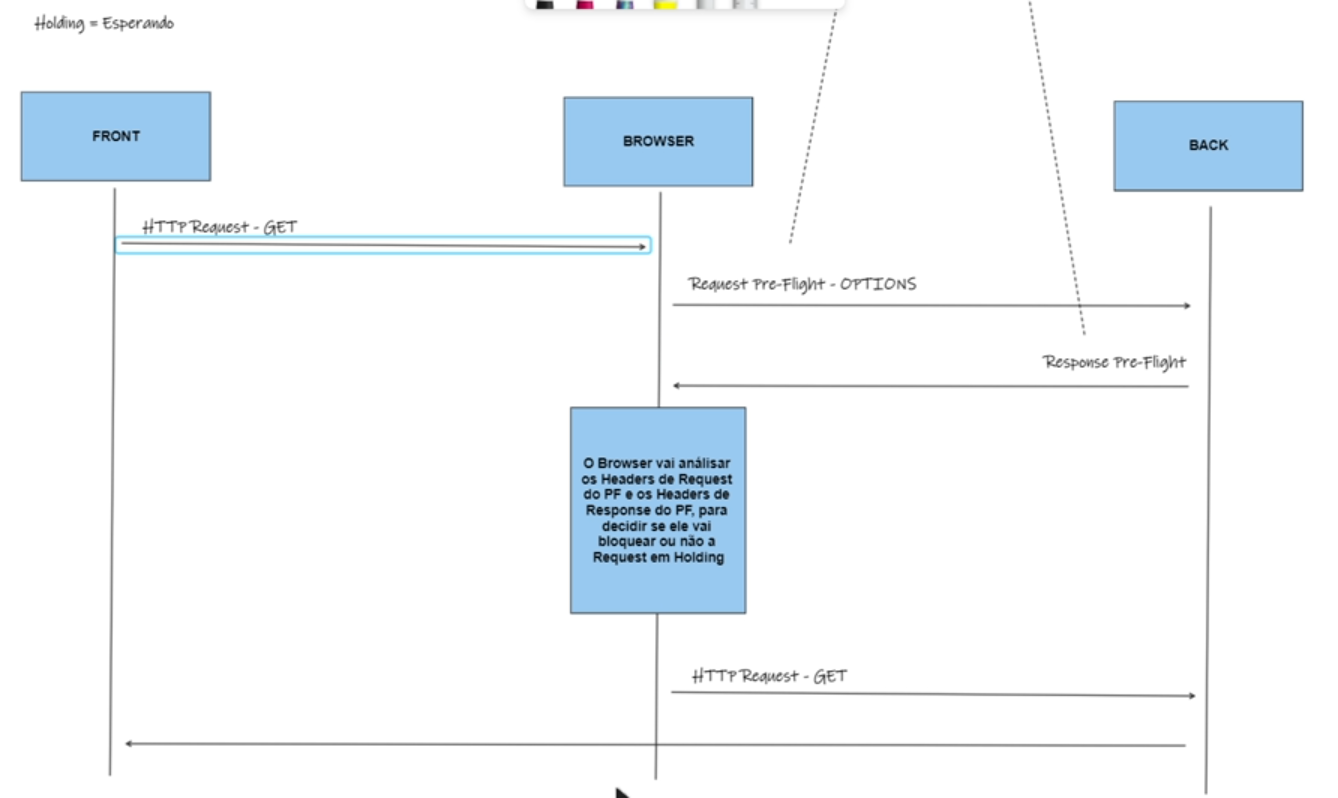 Holding = Esperando
FRONT
BROWSER
BACK
HTTP Request - GET
Request Pre-Flight - OPTIONS
Response Pre-Flight
O Browser vai análisar
os Headers de Request
do PF e os Headers de
Response do PF, para
decidir se ele vai
bloquear ou não a
Request em Holding
HTTP Request - GET